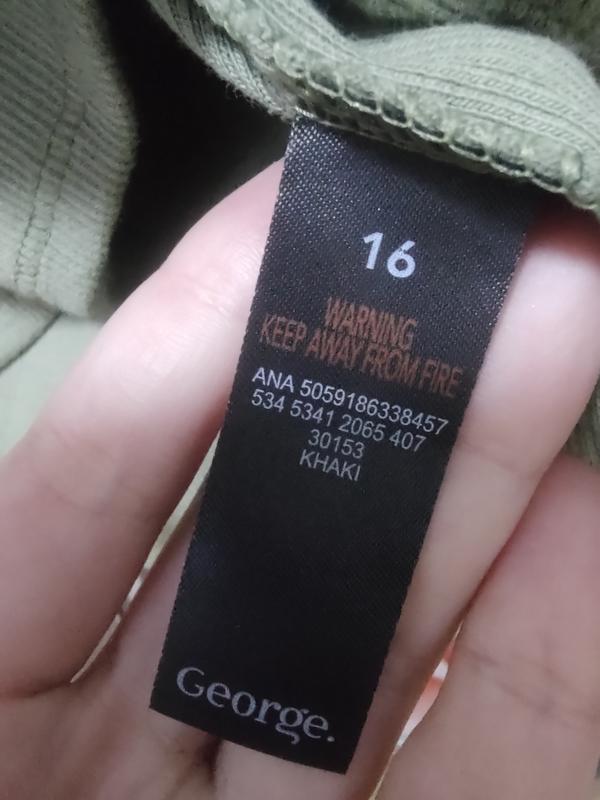 16
WARNING
KEEP AWAY FROM FIRE
ANA 5059186338457
534 5341 2065 407
30153
KHAKI
George.